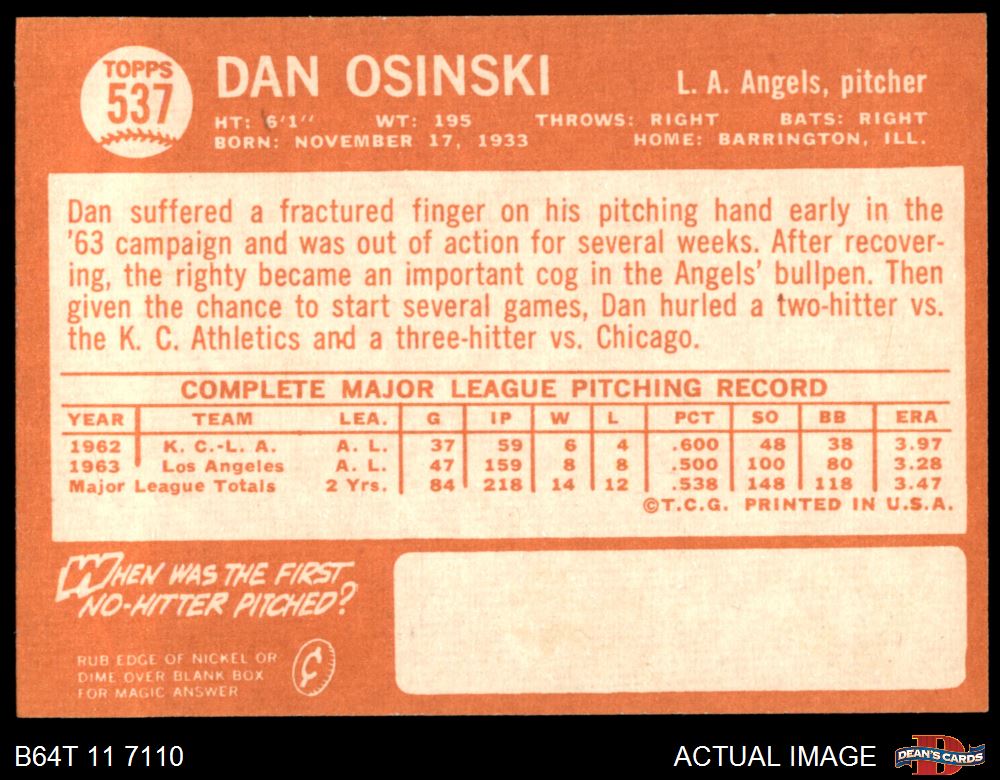 TOPPS
537
DAN OSINSKI
L. A. Angels, pitcher
HT: 6'1" WT: 195 THROWS: RIGHT BATS: RIGHT
BORN: NOVEMBER 17, 1933 HOME: BARRINGTON, ILL.
Dan suffered a fractured finger on his pitching hand early in the
'63 campaign and was out of action for several weeks. After recover-
ing, the righty became an important cog in the Angels' bullpen. Then
given the chance to start several games, Dan hurled a two-hitter vs.
the K. C. Athletics and a three-hitter vs. Chicago.
COMPLETE MAJOR LEAGUE PITCHING RECORD
YEAR TEAM LEA. G IP W L PCT SO BB ERA
1962 K. C.-L. A. A. L. 37 59 6 4 .600 48 38 3.97
1963 Los Angeles A. L. 47 159 8 8 .500 100 80 3.28
Major League Totals 2 Yrs. 84 218 14 12 .538 148 118 3.47
©T.C.G. PRINTED IN U.S.A.
WHEN WAS THE FIRST
NO-HITTER PITCHED?
RUB EDGE OF NICKEL OR
DIME OVER BLANK BOX
FOR MAGIC ANSWER
¢
B64T 11 7110
ACTUAL IMAGE
D
DEAN'S CARDS